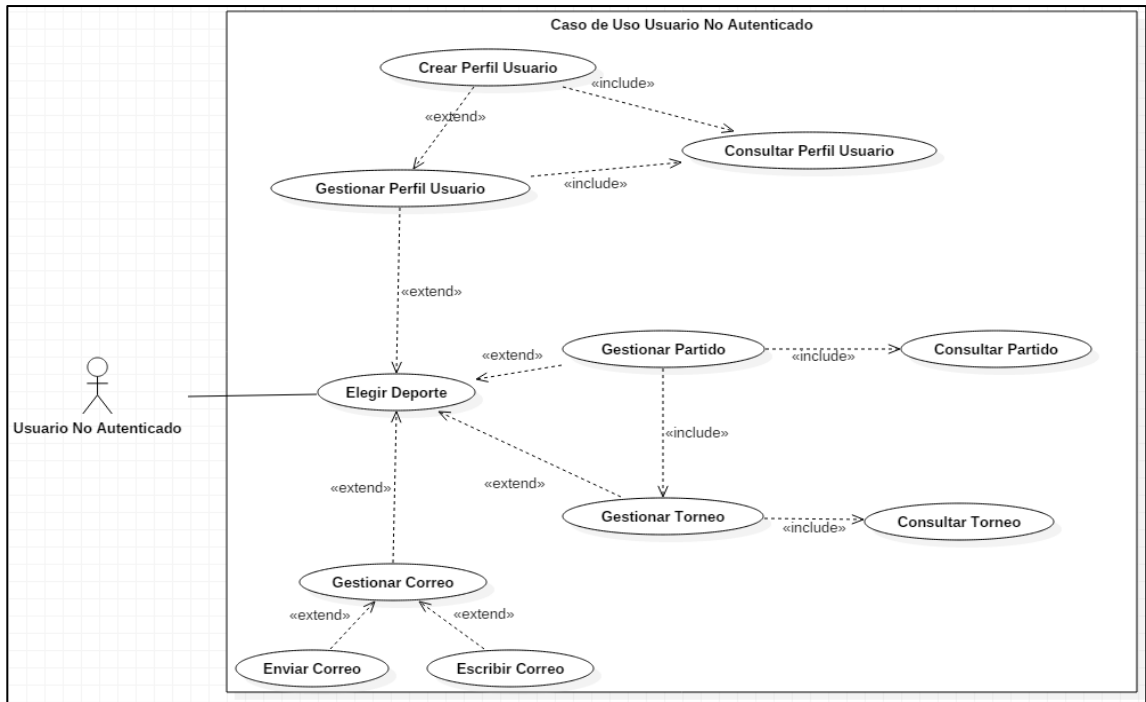 Caso de Uso Usuario No Autenticado
Crear Perfil Usuario
«include»
«extend»
Consultar Perfil Usuario
Gestionar Perfil Usuario
«include»
«extend»
Gestionar Partido
Consultar Partido
«extend»
«include»
Elegir Deporte
Usuario No Autenticado
«include»
«extend»
«extend»
Gestionar Torneo
Consultar Torneo
«include»
Gestionar Correo
«extend»
«extend»
Enviar Correo
Escribir Correo